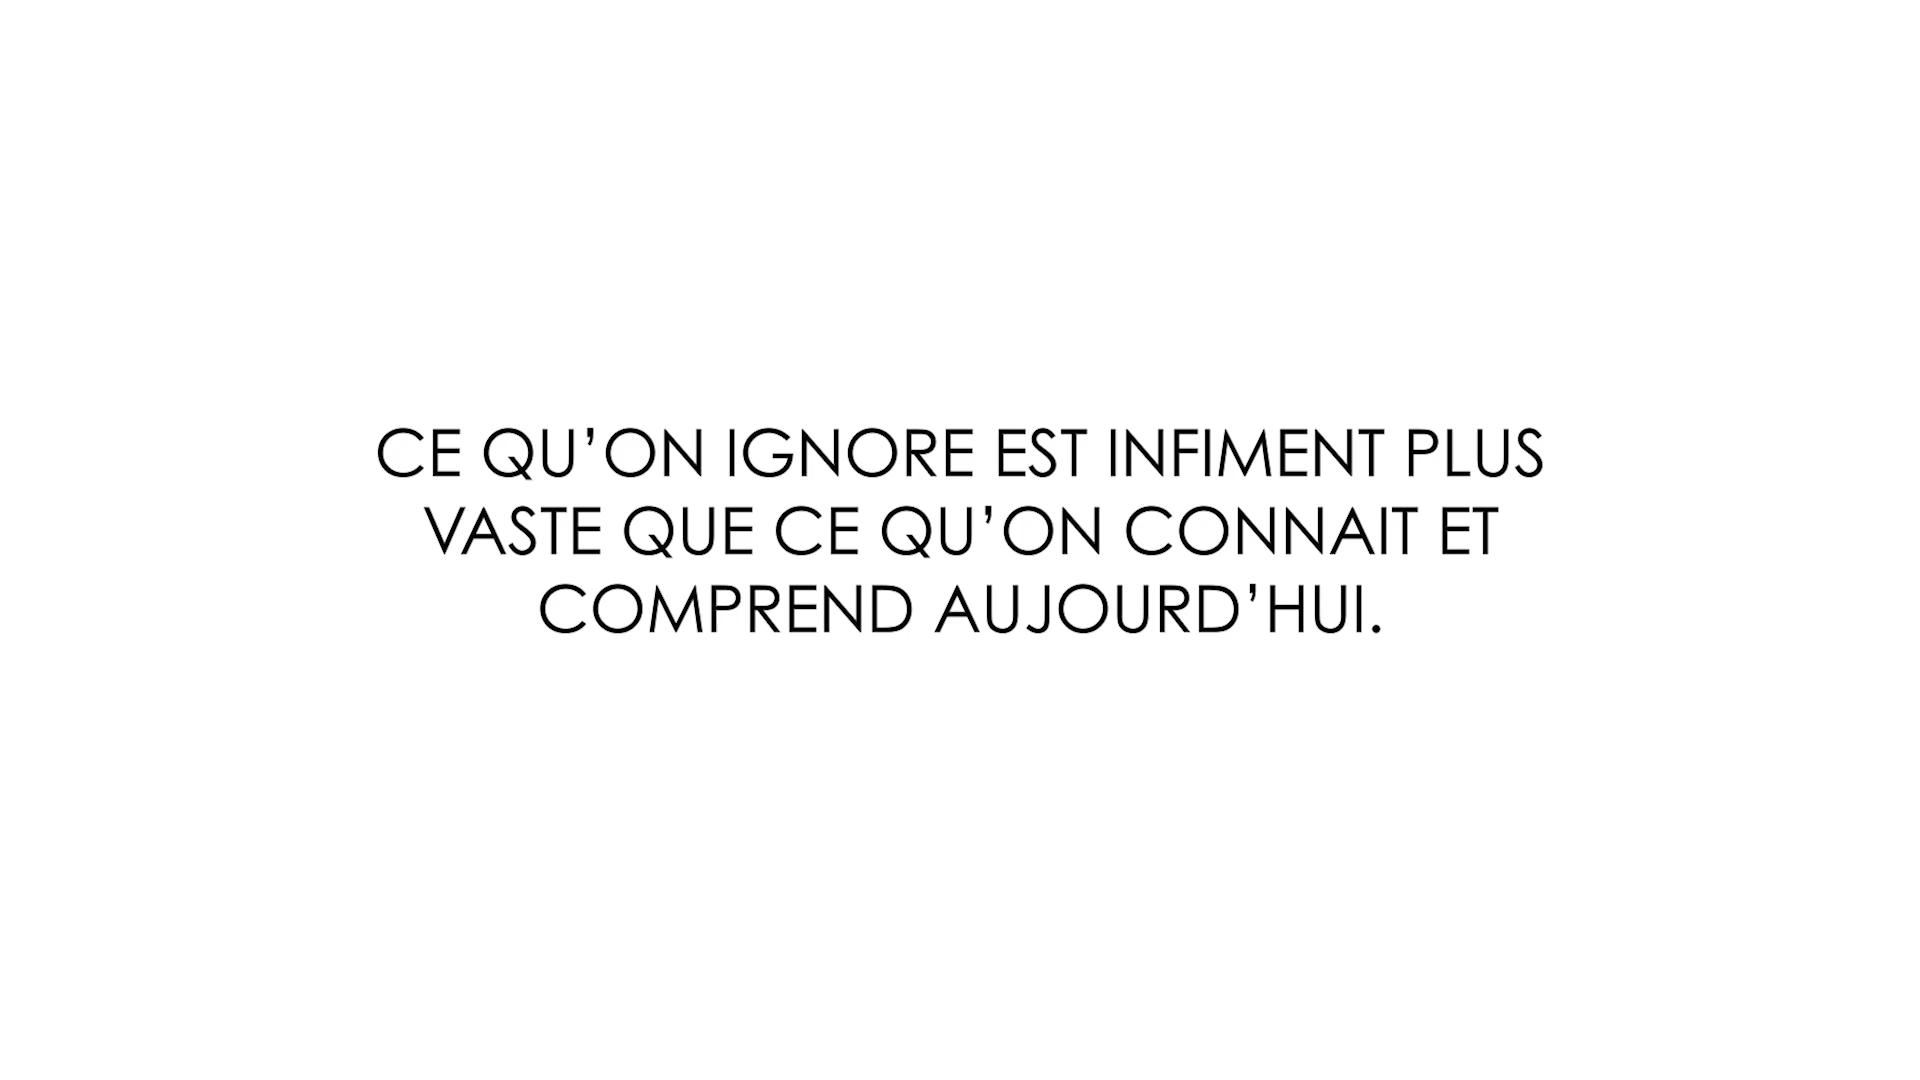 CE QU’ON IGNORE EST INFIMENT PLUS
VASTE QUE CE QU’ON CONNAIT ET
COMPREND AUJOURD’HUI.